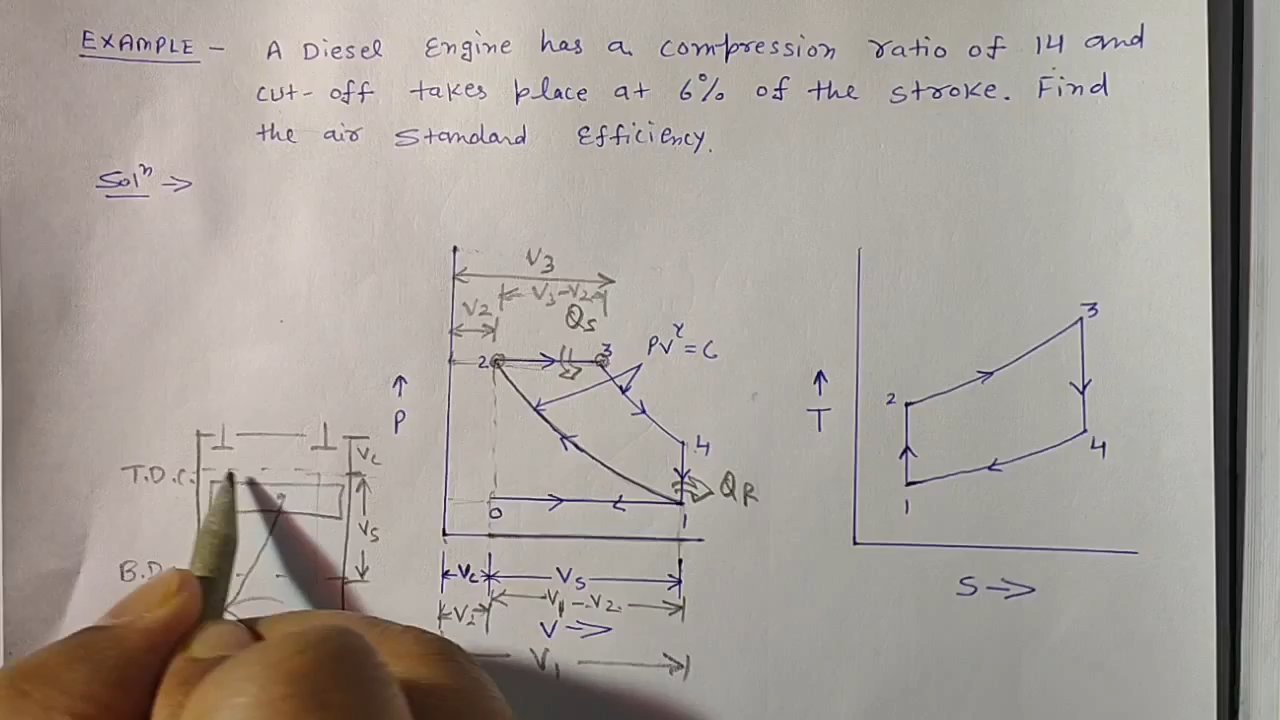 EXAMPLE - A Diesel Engine has a compression ratio of 14 and
cut-off takes place at 6% of the stroke. Find
the air standard Efficiency.
Solⁿ →
V3
V2
V3-V2
Qs
2
3
PV^γ = C
↑
P
4
QR
0
1
Vc
Vs
V1-V2
V2
V →
V1
T.D.C.
Vc
Vs
B.D.
↑
T
2
3
4
1
S →